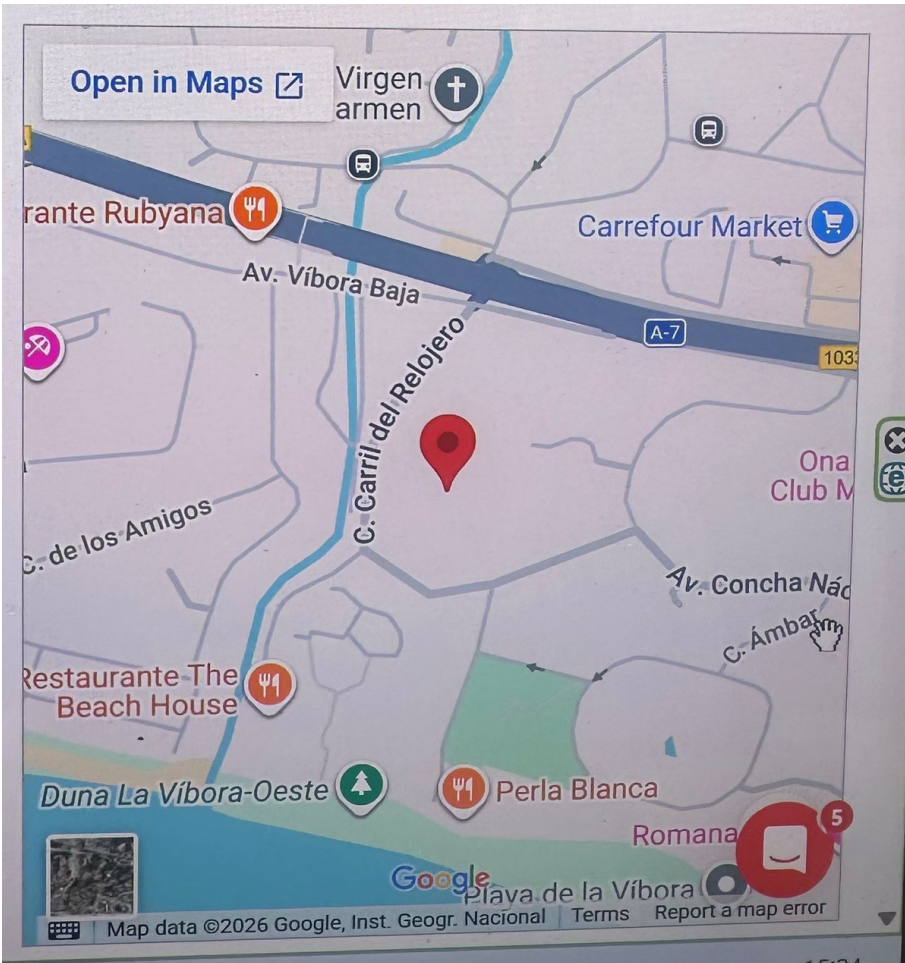 Open in Maps
Virgen
armen
rante Rubyana
Carrefour Market
Av. Víbora Baja
A-7
103
C. Carril del Relojero
Ona
Club M
C. de los Amigos
Av. Concha Nác
C. Ámbar
Restaurante The
Beach House
Duna La Víbora-Oeste
Perla Blanca
5
Romana
Google
Playa de la Víbora
Map data ©2026 Google, Inst. Geogr. Nacional
Terms
Report a map error